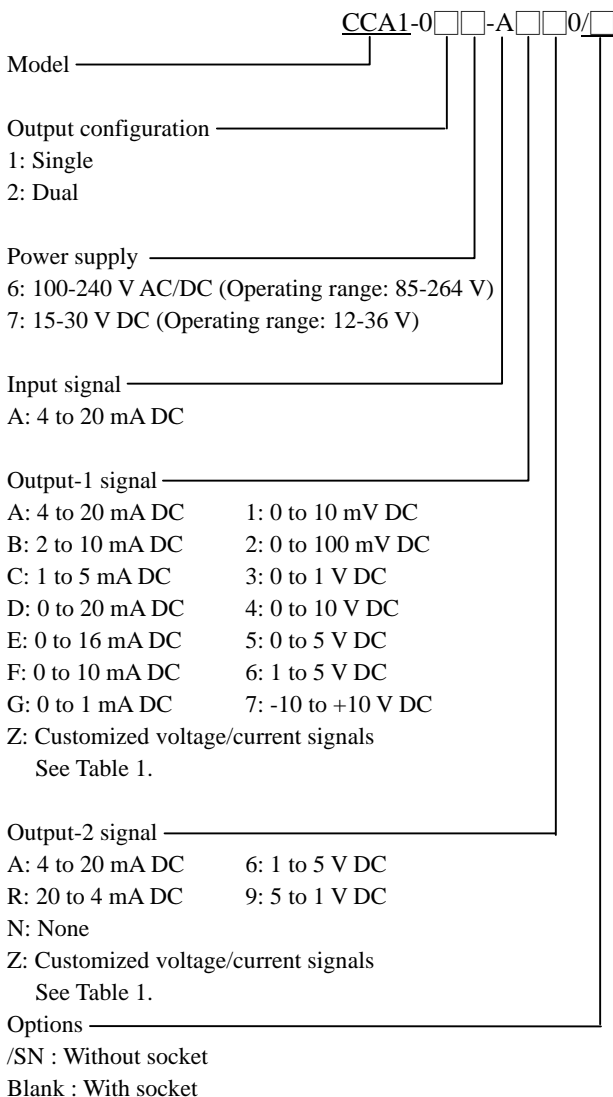 CCA1-0□□-A□□0/□
Model
Output configuration
1: Single
2: Dual
Power supply
6: 100-240 V AC/DC (Operating range: 85-264 V)
7: 15-30 V DC (Operating range: 12-36 V)
Input signal
A: 4 to 20 mA DC
Output-1 signal
A: 4 to 20 mA DC 1: 0 to 10 mV DC
B: 2 to 10 mA DC 2: 0 to 100 mV DC
C: 1 to 5 mA DC 3: 0 to 1 V DC
D: 0 to 20 mA DC 4: 0 to 10 V DC
E: 0 to 16 mA DC 5: 0 to 5 V DC
F: 0 to 10 mA DC 6: 1 to 5 V DC
G: 0 to 1 mA DC 7: -10 to +10 V DC
Z: Customized voltage/current signals
See Table 1.
Output-2 signal
A: 4 to 20 mA DC 6: 1 to 5 V DC
R: 20 to 4 mA DC 9: 5 to 1 V DC
N: None
Z: Customized voltage/current signals
See Table 1.
Options
/SN : Without socket
Blank : With socket